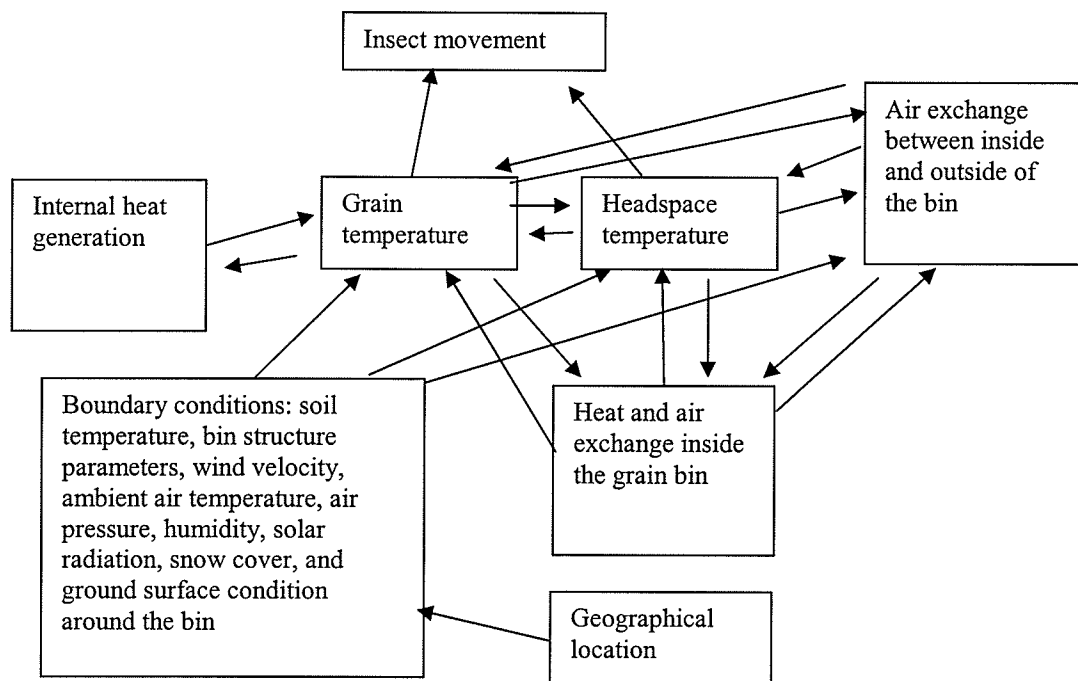 Insect movement
Air exchange
between inside
and outside of
the bin
Internal heat
generation
Grain
temperature
Headspace
temperature
Boundary conditions: soil
temperature, bin structure
parameters, wind velocity,
ambient air temperature, air
pressure, humidity, solar
radiation, snow cover, and
ground surface condition
around the bin
Heat and air
exchange inside
the grain bin
Geographical
location